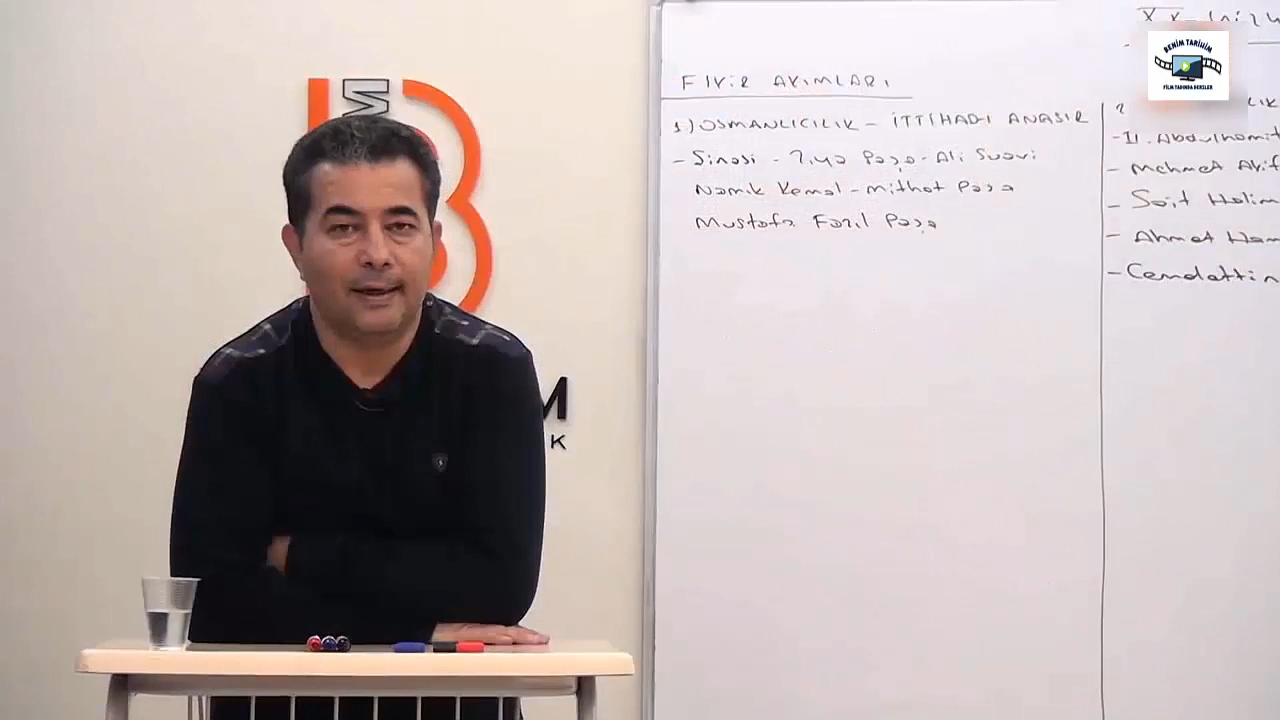 BENİM TARİHİM
FİLM TADINDA DERSLER
FİKİR AKIMLARI
1) OSMANLICILIK - İTTİHAD-I ANASIR
- Şinasi - Ziya Paşa - Ali Suavi
Namık Kemal - Mithat Paşa
Mustafa Fazıl Paşa
- II. Abdulhamit
- Mehmet Akif
- Sait Halim
- Ahmet Ham
- Cemalettin
M
K